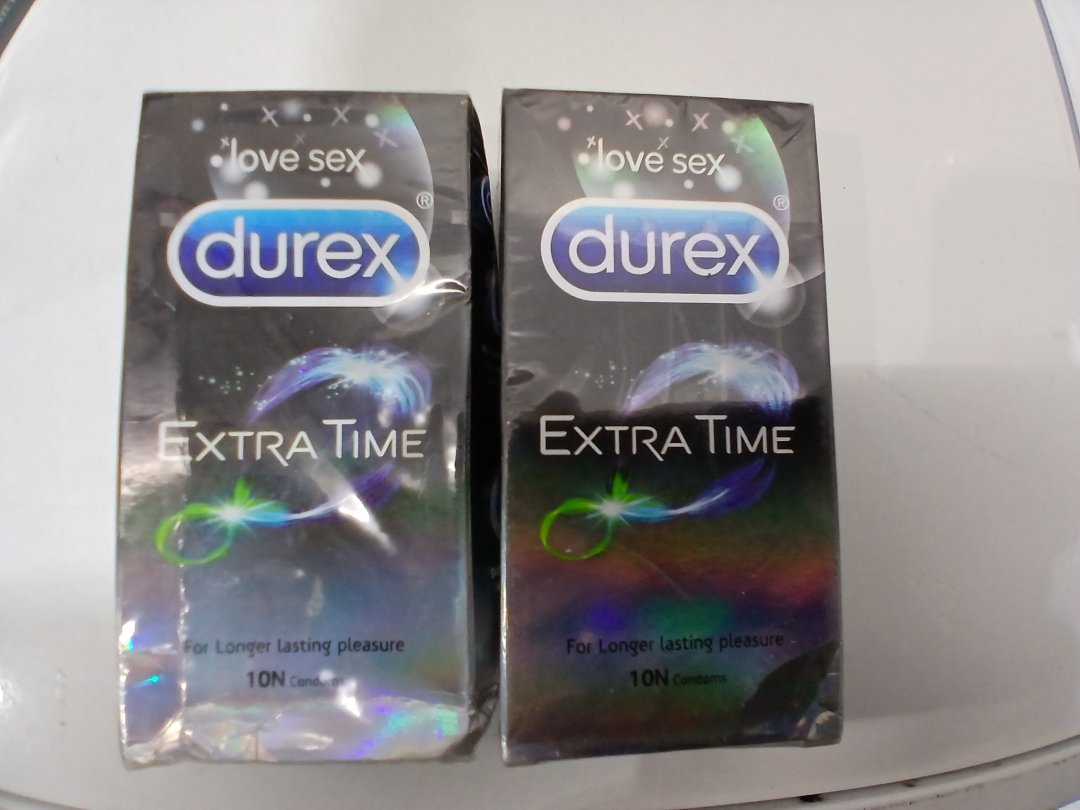 love sex
durex®
EXTRA TIME
For Longer lasting pleasure
10N Condoms
love sex
durex®
EXTRA TIME
For Longer lasting pleasure
10N Condoms